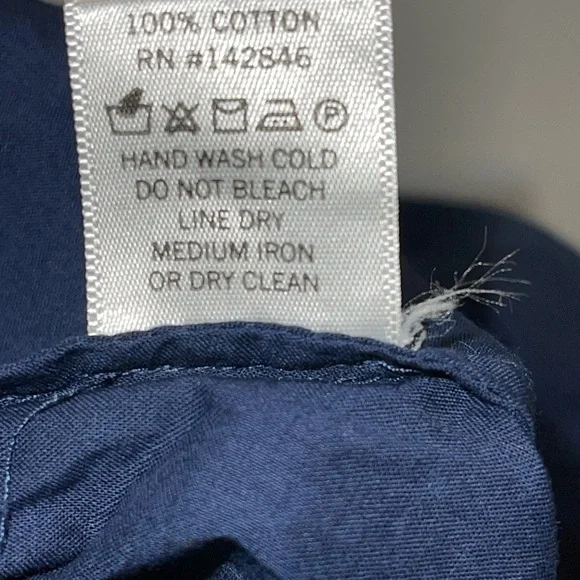 100% COTTON
RN #142846
P
HAND WASH COLD
DO NOT BLEACH
LINE DRY
MEDIUM IRON
OR DRY CLEAN